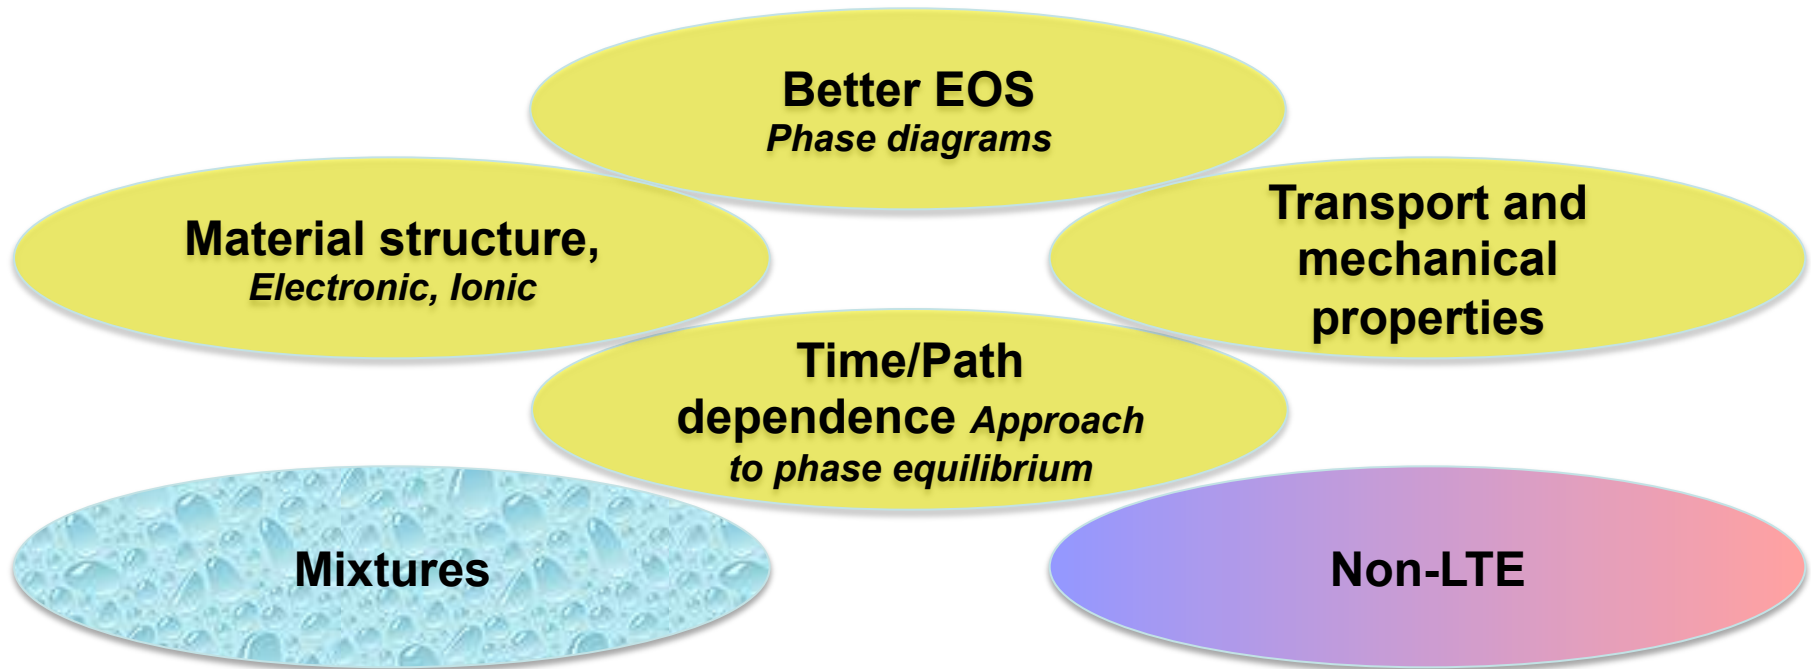 Better EOS
Phase diagrams
Material structure,
Electronic, Ionic
Transport and
mechanical
properties
Time/Path
dependence Approach
to phase equilibrium
Mixtures
Non-LTE